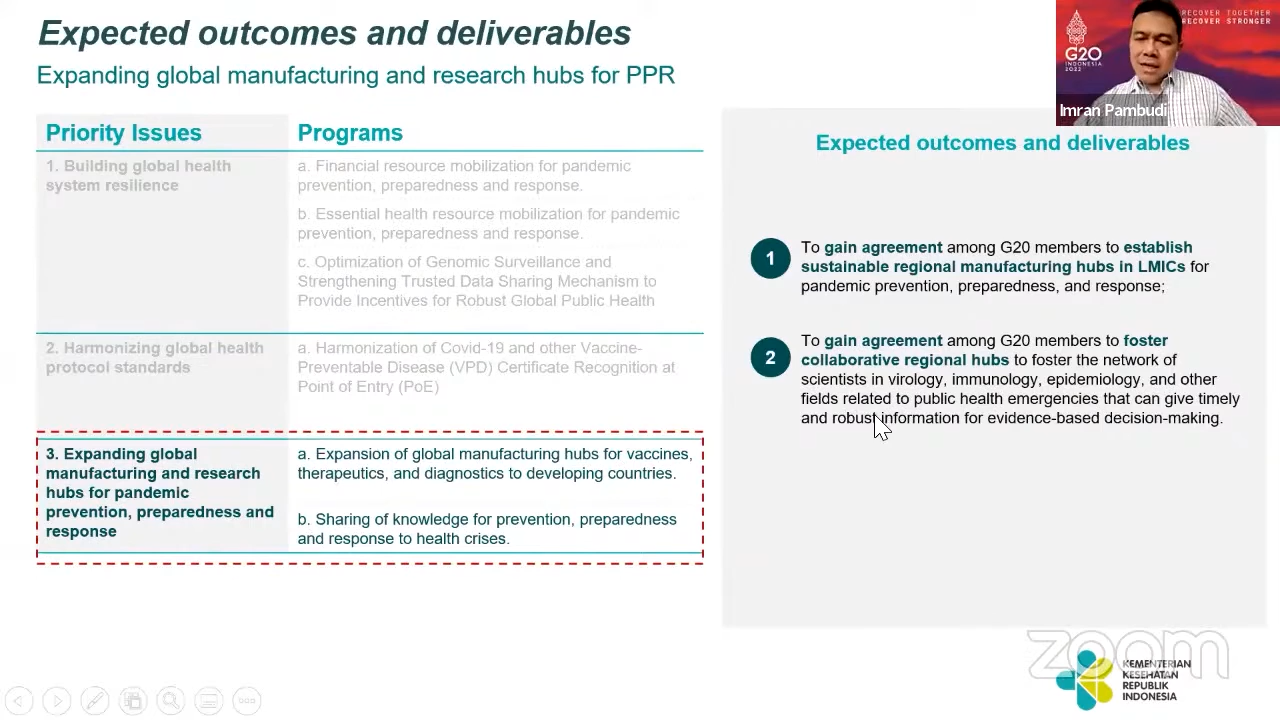 Expected outcomes and deliverables
Expanding global manufacturing and research hubs for PPR
RECOVER TOGETHER
RECOVER STRONGER
G20
INDONESIA
2022
Imran Pambudi
Priority Issues
Programs
1. Building global health
system resilience
a. Financial resource mobilization for pandemic
prevention, preparedness and response.
b. Essential health resource mobilization for pandemic
prevention, preparedness and response.
c. Optimization of Genomic Surveillance and
Strengthening Trusted Data Sharing Mechanism to
Provide Incentives for Robust Global Public Health
2. Harmonizing global health
protocol standards
a. Harmonization of Covid-19 and other Vaccine-
Preventable Disease (VPD) Certificate Recognition at
Point of Entry (PoE)
3. Expanding global
manufacturing and research
hubs for pandemic
prevention, preparedness and
response
a. Expansion of global manufacturing hubs for vaccines,
therapeutics, and diagnostics to developing countries.
b. Sharing of knowledge for prevention, preparedness
and response to health crises.
Expected outcomes and deliverables
1
To gain agreement among G20 members to establish
sustainable regional manufacturing hubs in LMICs for
pandemic prevention, preparedness, and response;
2
To gain agreement among G20 members to foster
collaborative regional hubs to foster the network of
scientists in virology, immunology, epidemiology, and other
fields related to public health emergencies that can give timely
and robust information for evidence-based decision-making.
zoom
KEMENTERIAN
KESEHATAN
REPUBLIK
INDONESIA